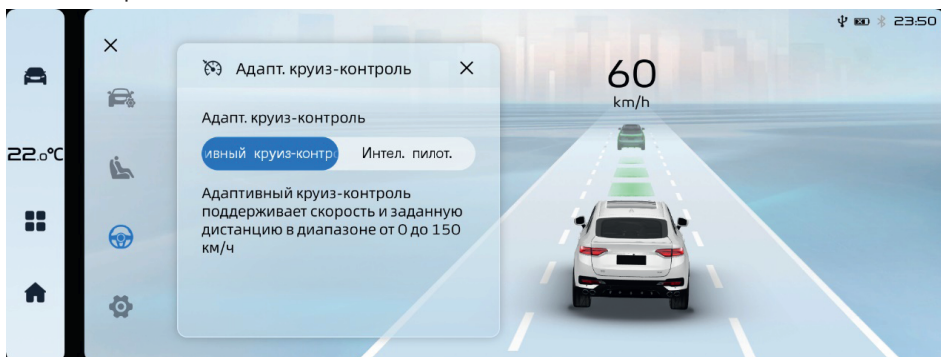 23:50
Адапт. круиз-контроль
60
km/h
Адапт. круиз-контроль
22.0°C
ивный круиз-контр
Интел. пилот.
Адаптивный круиз-контроль
поддерживает скорость и заданную
дистанцию в диапазоне от 0 до 150
км/ч